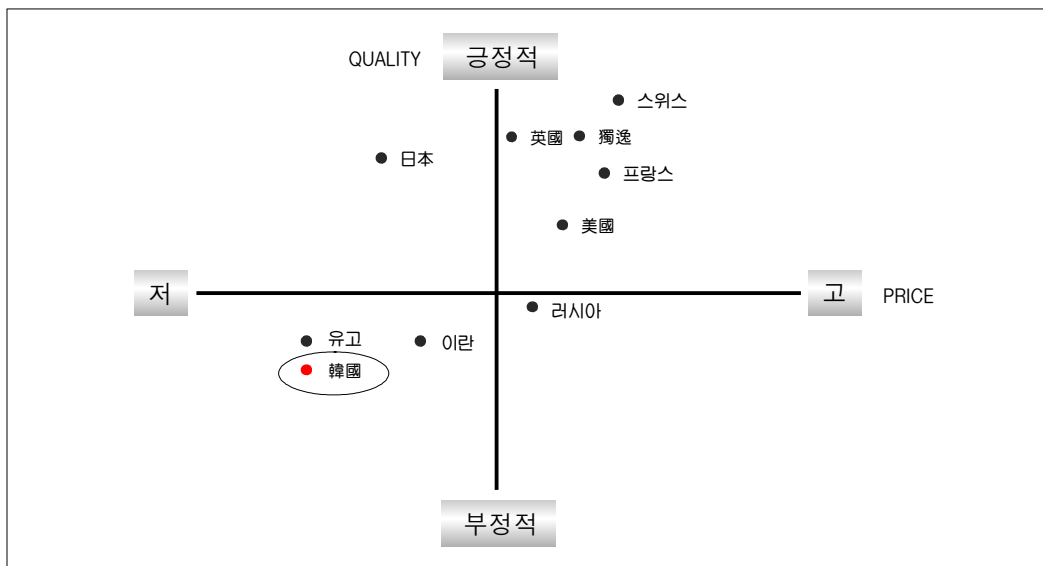 QUALITY 긍정적
스위스
英國 獨逸
日本
프랑스
美國
저 고 PRICE
러시아
유고 이란
韓國
부정적